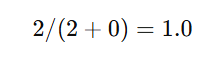 2/(2 + 0) = 1.0